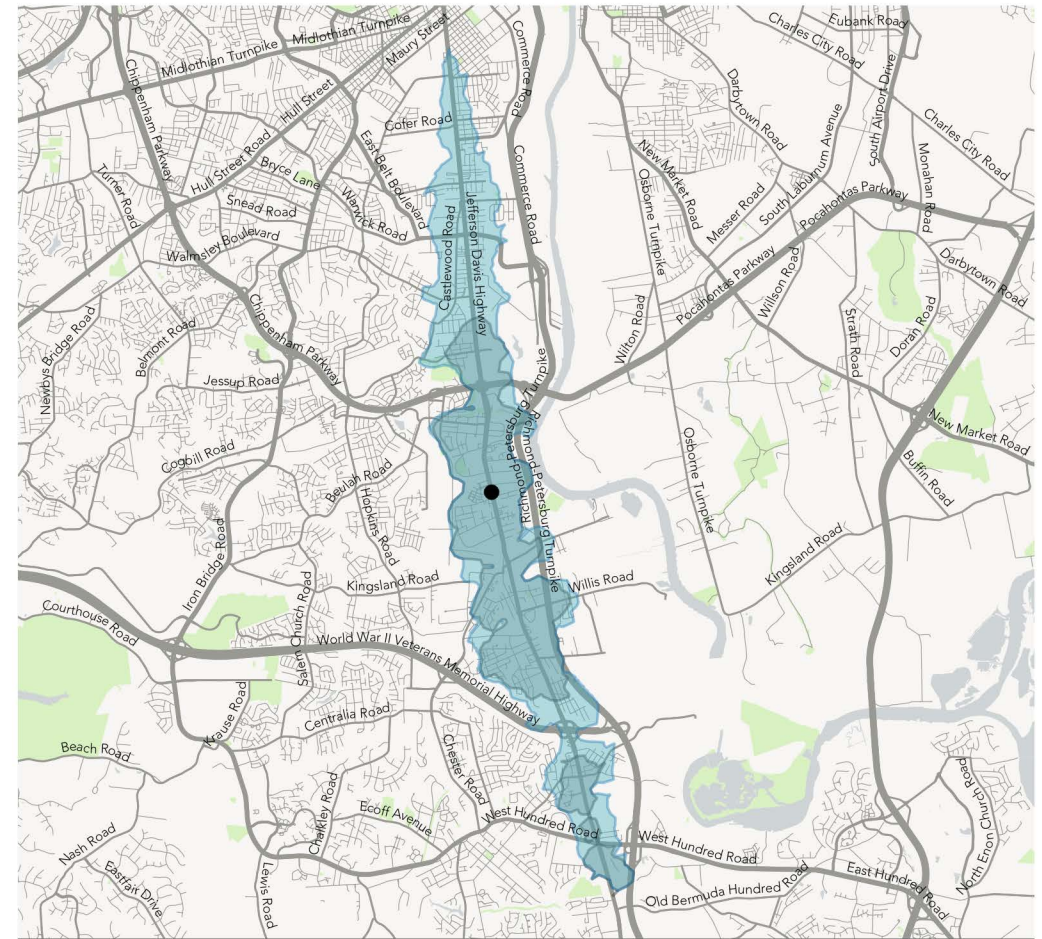 Eubank Road
Charles City Road
Midlothian Turnpike
Maury Street
Commerce Road
Midlothian Turnpike
Chippenham Parkway
Hull Street
Darbytown Road
South Airport Drive
Charles City Road
Cofer Road
East Belt Boulevard
Hull Street Road
Bryce Lane
New Market Road
South Laburnum Avenue
Monahan Road
Turner Road
Snead Road
Warwick Road
Commerce Road
Osborne Turnpike
Messer Road
Pocahontas Parkway
Walmsley Boulevard
Castlewood Road
Jefferson Davis Highway
Willson Road
Darbytown Road
Pocahontas Parkway
Chippenham Parkway
Newbys Bridge Road
Belmont Road
Wilton Road
Strath Road
Doran Road
Jessup Road
Richmond-Petersburg Turnpike
Richmond-Petersburg Turnpike
New Market Road
Cogbill Road
Beulah Road
Hopkins Road
Osborne Turnpike
Buffin Road
Iron Bridge Road
Kingsland Road
Willis Road
Kingsland Road
Courthouse Road
Salem Church Road
World War II Veterans Memorial Highway
Krause Road
Centralia Road
Beach Road
Chester Road
Chalkley Road
Ecoff Avenue
West Hundred Road
West Hundred Road
Nash Road
Eastfair Drive
Lewis Road
East Hundred Road
North Enon Church Road
Old Bermuda Hundred Road